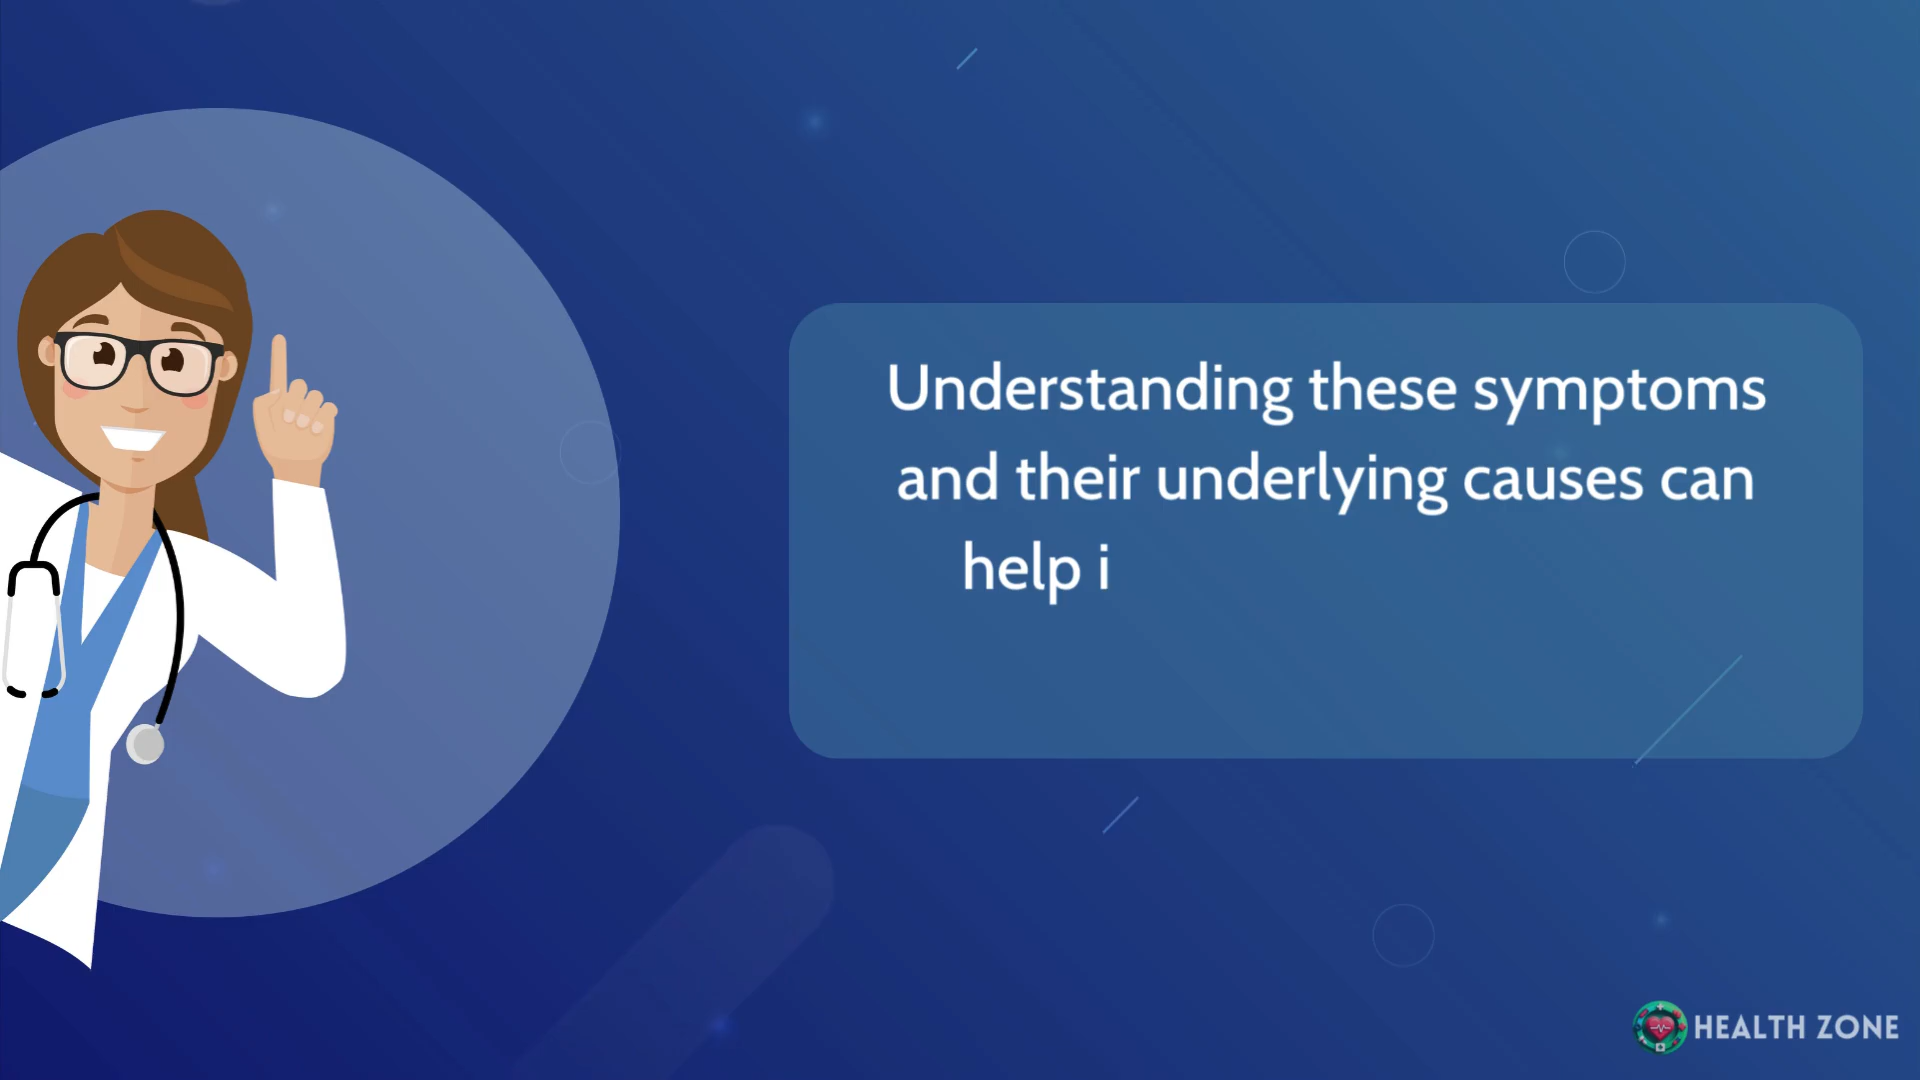 Understanding these symptoms
and their underlying causes can
help i
HEALTH ZONE